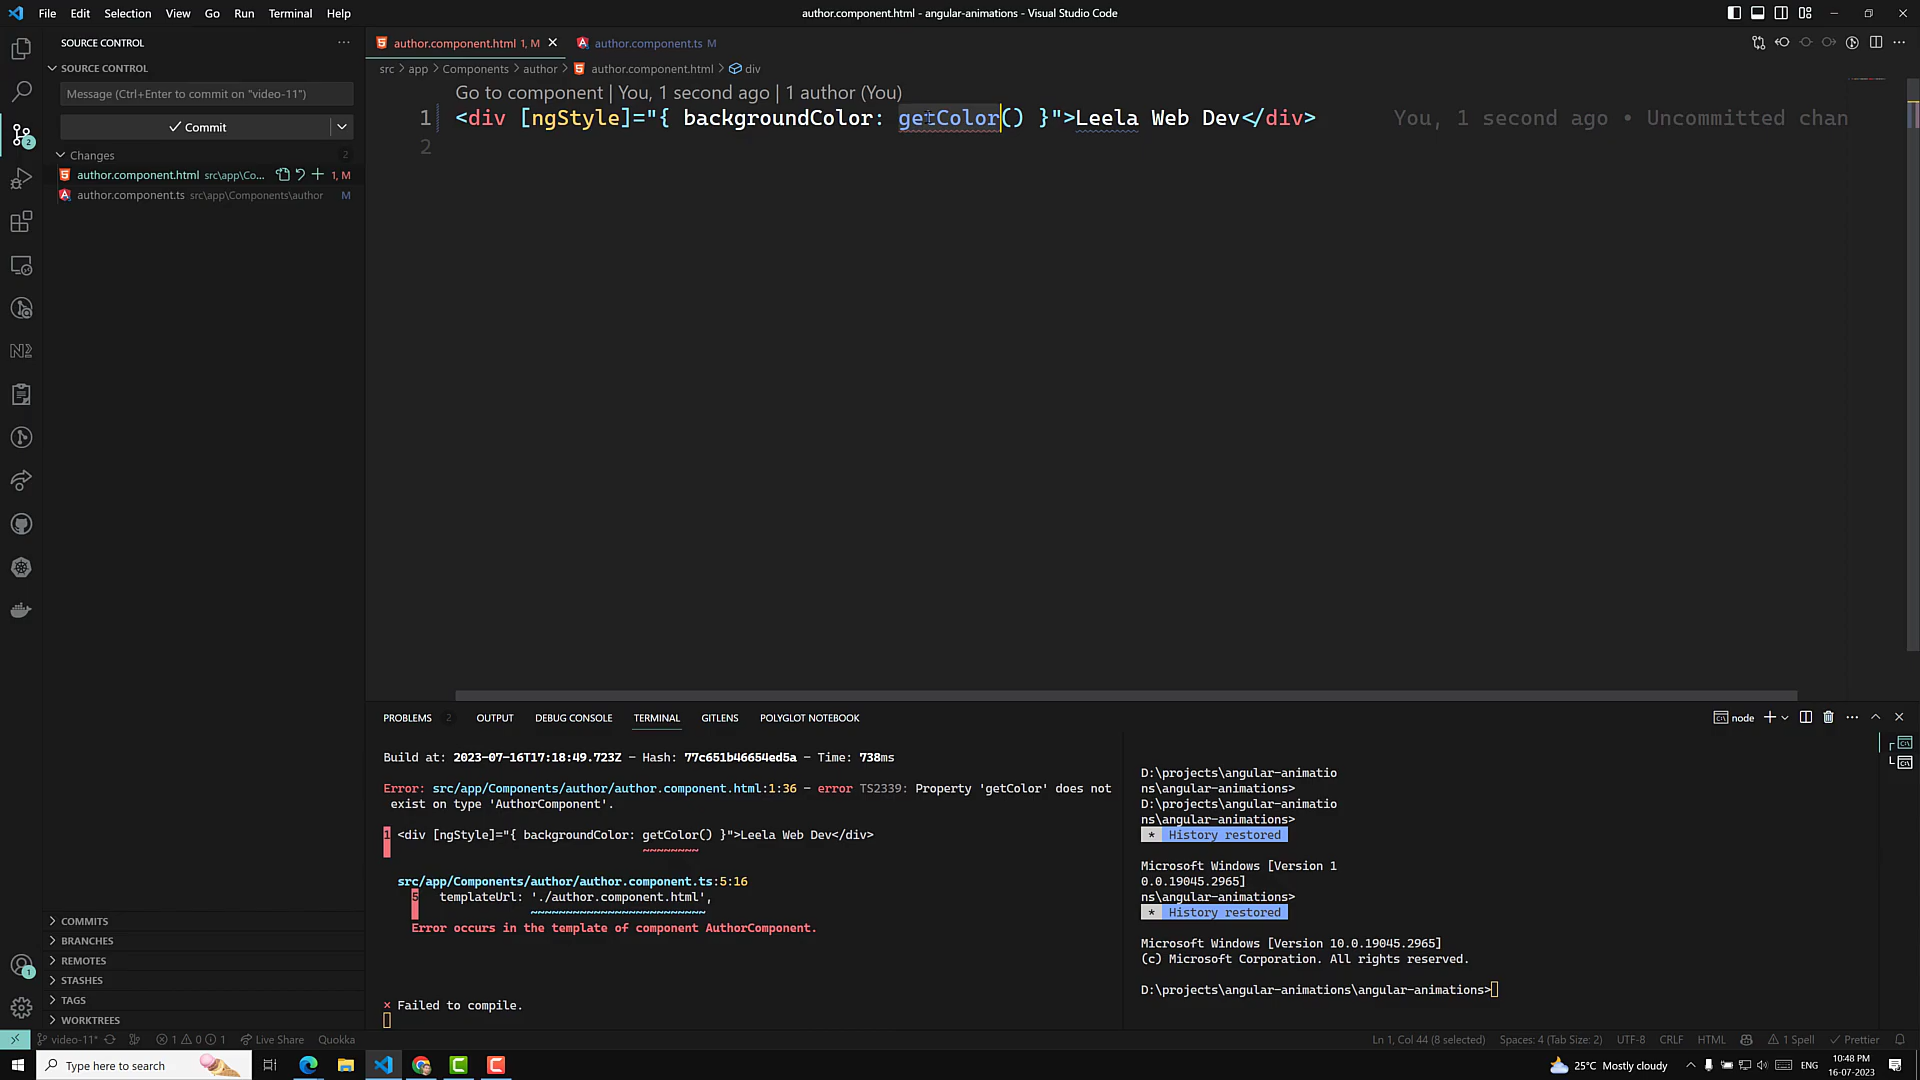 File Edit Selection View Go Run Terminal Help
author.component.html - angular-animations - Visual Studio Code
SOURCE CONTROL
SOURCE CONTROL
Message (Ctrl+Enter to commit on "video-11")
Commit
Changes 2
author.component.html src\app\Co... 1, M
author.component.ts src\app\Components\author M
COMMITS
BRANCHES
REMOTES
STASHES
TAGS
WORKTREES
author.component.html 1, M
author.component.ts M
src > app > Components > author > author.component.html > div
Go to component | You, 1 second ago | 1 author (You)
1 <div [ngStyle]="{ backgroundColor: getColor() }">Leela Web Dev</div> You, 1 second ago • Uncommitted chan
2
PROBLEMS 2 OUTPUT DEBUG CONSOLE TERMINAL GITLENS POLYGLOT NOTEBOOK
node
Build at: 2023-07-16T17:18:49.723Z - Hash: 77c651b46654ed5a - Time: 738ms
Error: src/app/Components/author/author.component.html:1:36 - error TS2339: Property 'getColor' does not
exist on type 'AuthorComponent'.
1 <div [ngStyle]="{ backgroundColor: getColor() }">Leela Web Dev</div>
~~~~~~~~
src/app/Components/author/author.component.ts:5:16
5 templateUrl: './author.component.html',
~~~~~~~~~~~~~~~~~~~~~~~~~
Error occurs in the template of component AuthorComponent.
× Failed to compile.
D:\projects\angular-animatio
ns\angular-animations>
D:\projects\angular-animatio
ns\angular-animations>
* History restored
Microsoft Windows [Version 1
0.0.19045.2965]
ns\angular-animations>
* History restored
Microsoft Windows [Version 10.0.19045.2965]
(c) Microsoft Corporation. All rights reserved.
D:\projects\angular-animations\angular-animations>
video-11* 1 0 1 Live Share Quokka
Ln 1, Col 44 (8 selected) Spaces: 4 (Tab Size: 2) UTF-8 CRLF HTML 1 Spell Prettier
Type here to search
25°C Mostly cloudy ENG 10:48 PM
16-07-2023